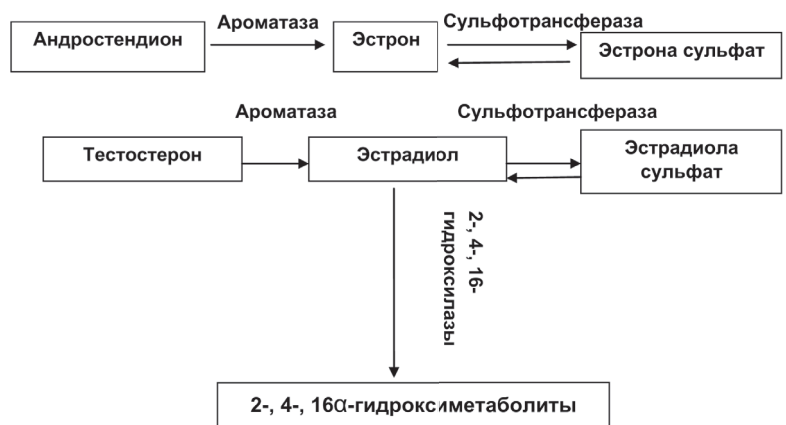 Ароматаза
Сульфотрансфераза
Андростендион
Эстрон
Эстрона сульфат
Ароматаза
Сульфотрансфераза
Тестостерон
Эстрадиол
Эстрадиола
сульфат
2-, 4-, 16-
гидроксилазы
2-, 4-, 16α-гидроксиметаболиты